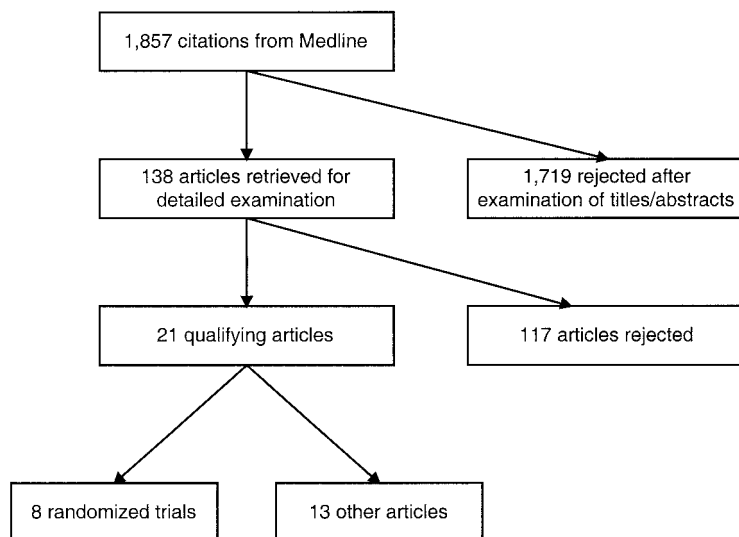 1,857 citations from Medline
138 articles retrieved for
detailed examination
1,719 rejected after
examination of titles/abstracts
21 qualifying articles
117 articles rejected
8 randomized trials
13 other articles